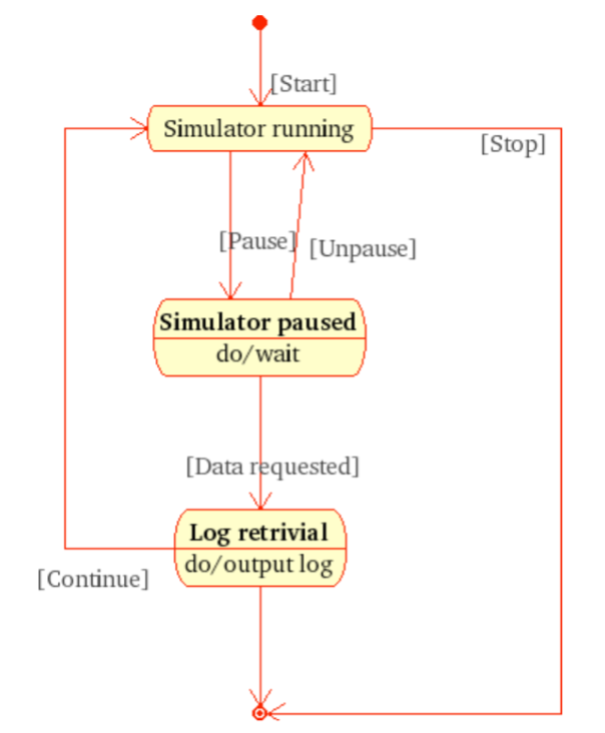 [Start]
Simulator running
[Stop]
[Pause]
[Unpause]
Simulator paused
do/wait
[Data requested]
Log retrivial
do/output log
[Continue]